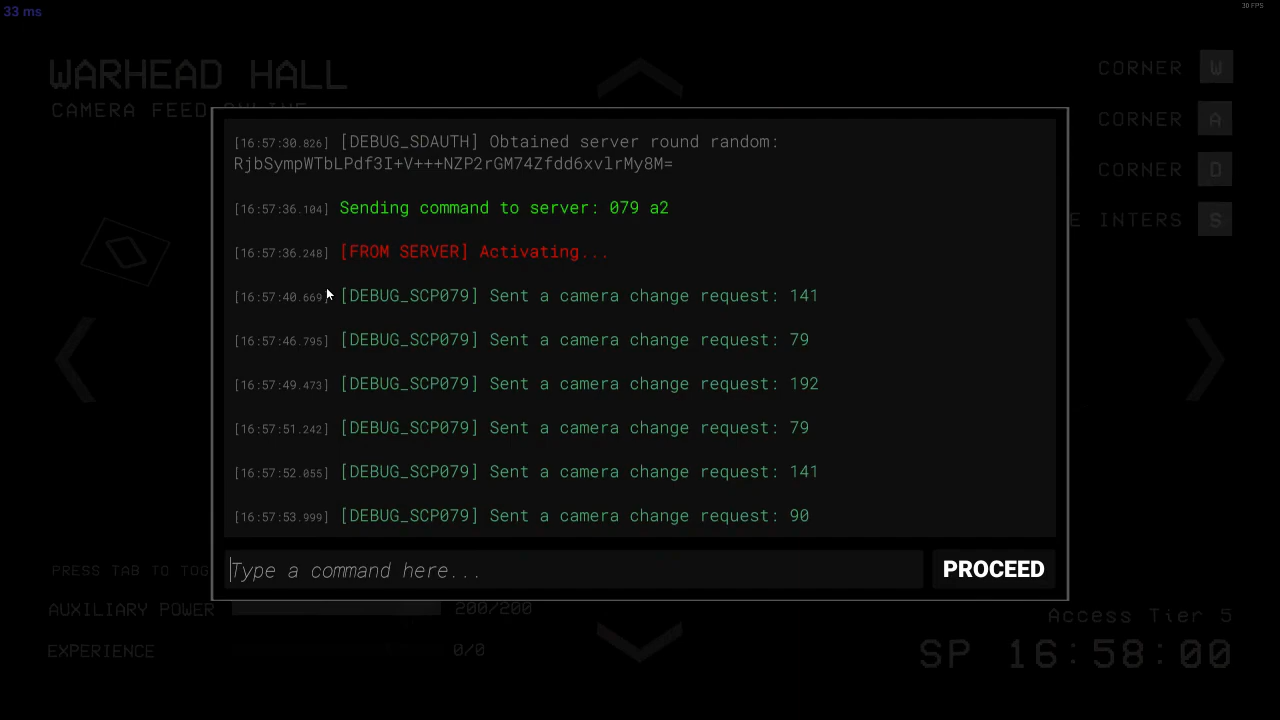 33 ms
30 FPS
WARHEAD HALL
CORNER W
CAMERA FEED ONLINE
CORNER A
[16:57:30.826] [DEBUG_SDAUTH] Obtained server round random:
RjbSympWTbLPdf3I+V+++NZP2rGM74Zfdd6xvlrMy8M=
CORNER D
[16:57:36.104] Sending command to server: 079 a2
E INTERS S
[16:57:36.248] [FROM SERVER] Activating...
[16:57:40.669] [DEBUG_SCP079] Sent a camera change request: 141
[16:57:46.795] [DEBUG_SCP079] Sent a camera change request: 79
[16:57:49.473] [DEBUG_SCP079] Sent a camera change request: 192
[16:57:51.242] [DEBUG_SCP079] Sent a camera change request: 79
[16:57:52.055] [DEBUG_SCP079] Sent a camera change request: 141
[16:57:53.999] [DEBUG_SCP079] Sent a camera change request: 90
Type a command here...
PROCEED
PRESS TAB TO TOG
AUXILIARY POWER 200/200
Access Tier 5
EXPERIENCE 0/0
SP 16:58:00